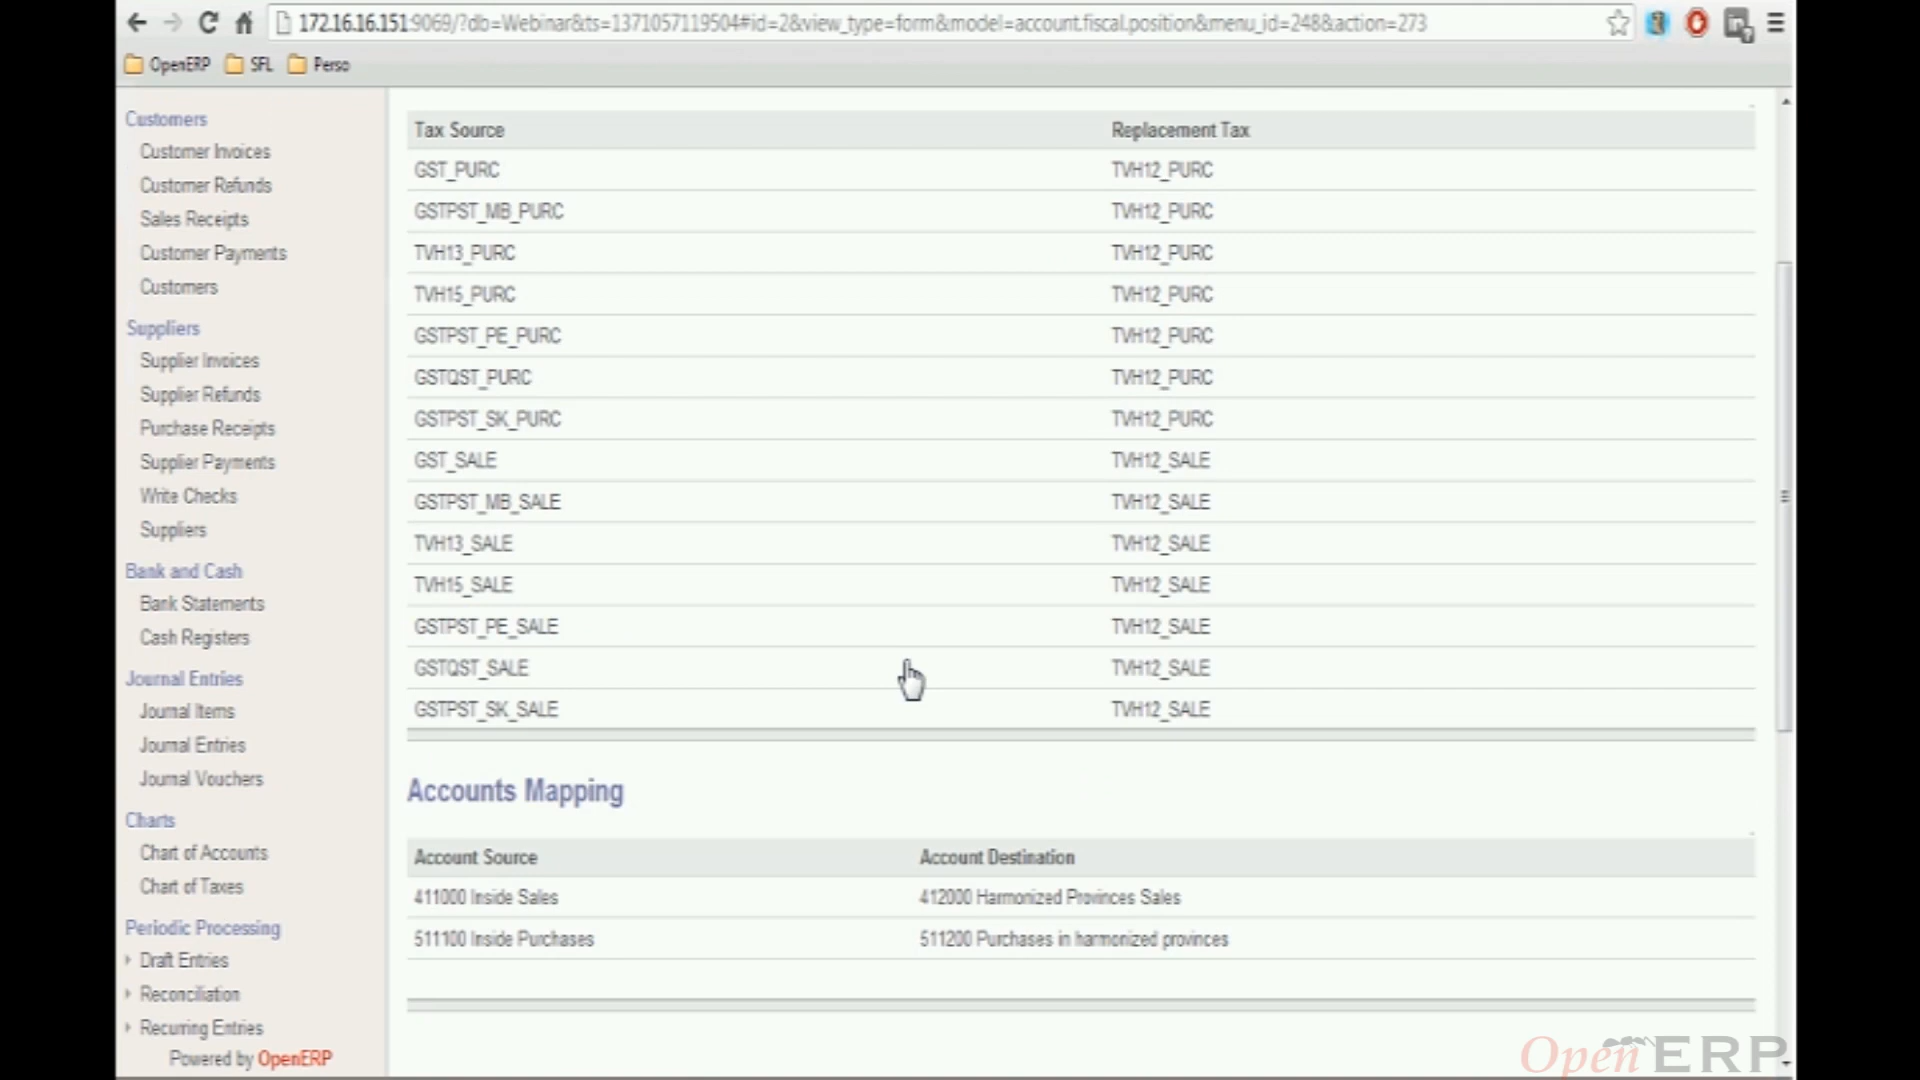 172.16.16.151:9069/?db=Webinar&ts=1371057119504#id=2&view_type=form&model=account.fiscal.position&menu_id=248&action=273
OpenERP SFL Perso
Customers
Customer Invoices
Customer Refunds
Sales Receipts
Customer Payments
Customers
Suppliers
Supplier Invoices
Supplier Refunds
Purchase Receipts
Supplier Payments
Write Checks
Suppliers
Bank and Cash
Bank Statements
Cash Registers
Journal Entries
Journal Items
Journal Entries
Journal Vouchers
Charts
Chart of Accounts
Chart of Taxes
Periodic Processing
Draft Entries
Reconciliation
Recurring Entries
Powered by OpenERP
Tax Source Replacement Tax
GST_PURC TVH12_PURC
GSTPST_MB_PURC TVH12_PURC
TVH13_PURC TVH12_PURC
TVH15_PURC TVH12_PURC
GSTPST_PE_PURC TVH12_PURC
GSTQST_PURC TVH12_PURC
GSTPST_SK_PURC TVH12_PURC
GST_SALE TVH12_SALE
GSTPST_MB_SALE TVH12_SALE
TVH13_SALE TVH12_SALE
TVH15_SALE TVH12_SALE
GSTPST_PE_SALE TVH12_SALE
GSTQST_SALE TVH12_SALE
GSTPST_SK_SALE TVH12_SALE
Accounts Mapping
Account Source Account Destination
411000 Inside Sales 412000 Harmonized Provinces Sales
511100 Inside Purchases 511200 Purchases in harmonized provinces
Open ERP